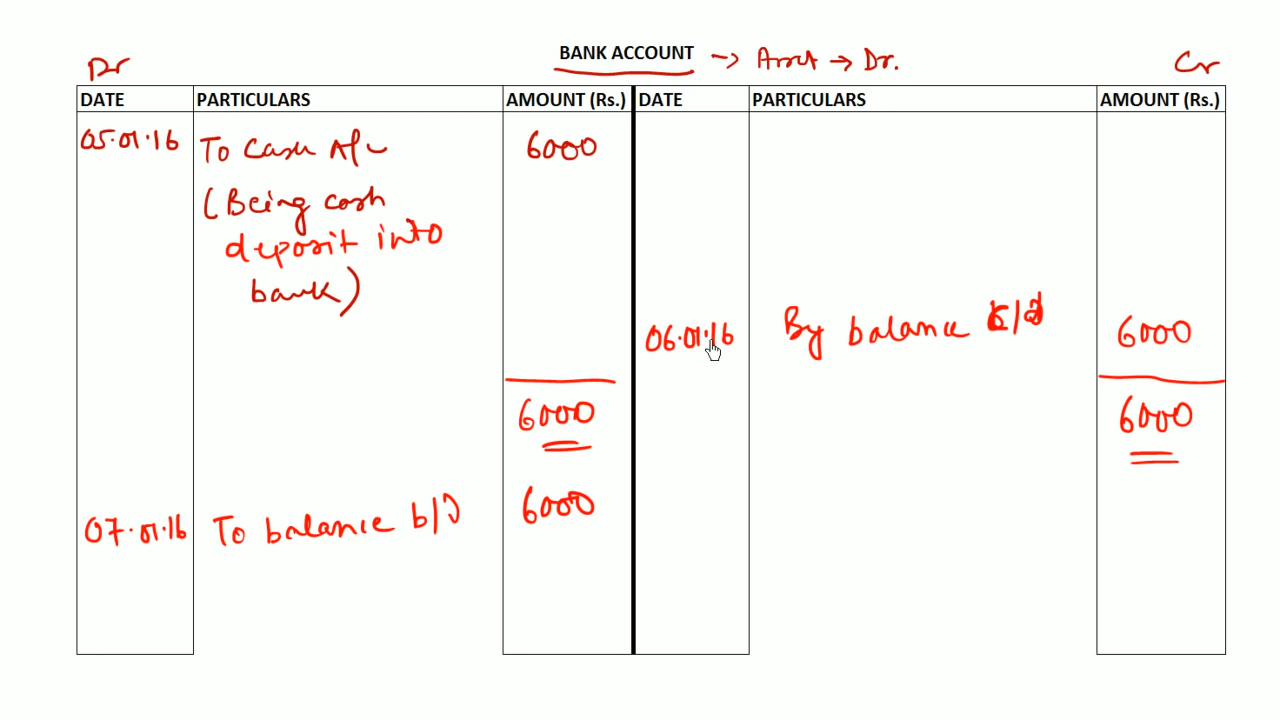 BANK ACCOUNT -> Asset -> Dr.
Dr
Cr
DATE PARTICULARS AMOUNT (Rs.) DATE PARTICULARS AMOUNT (Rs.)
05.01.16 To Cash A/c 6000
(Being cash
deposit into
bank)
06.01.16 By balance c/d 6000
6000 6000
07.01.16 To balance b/d 6000